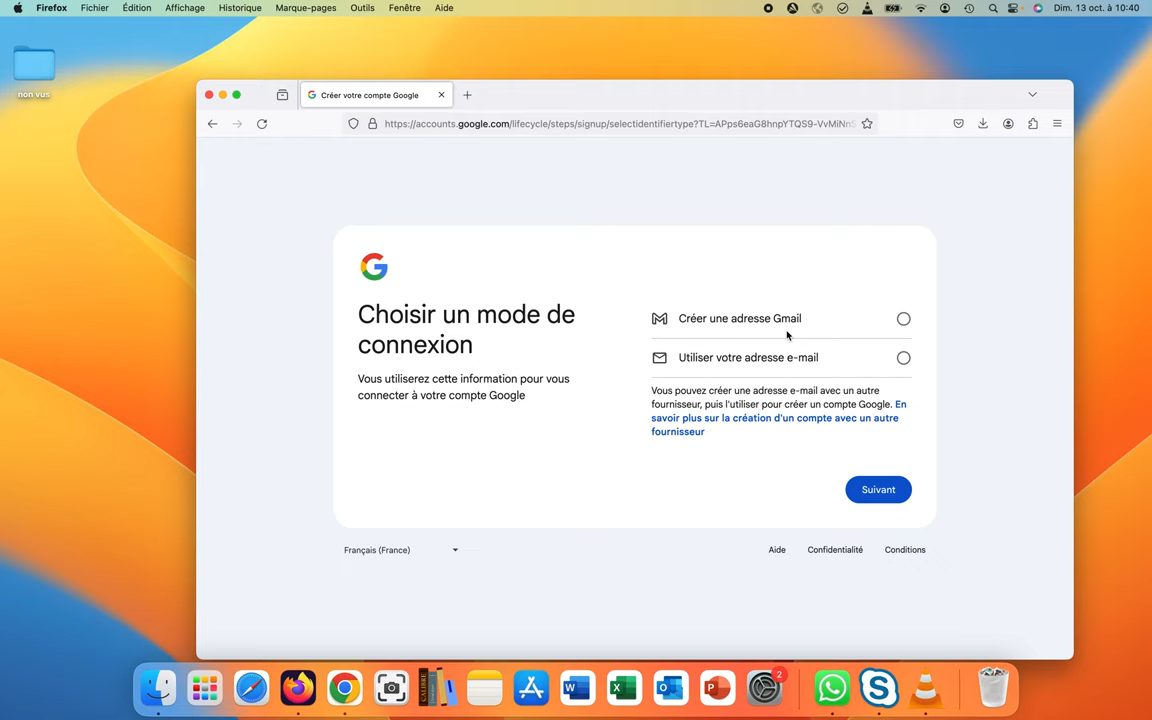 Firefox Fichier Édition Affichage Historique Marque-pages Outils Fenêtre Aide Dim. 13 oct. à 10:40
non vus
Créer votre compte Google
https://accounts.google.com/lifecycle/steps/signup/selectidentifiertype?TL=APps6eaG8hnpYTQS9-VvMiNnS
Choisir un mode de
connexion
Vous utiliserez cette information pour vous
connecter à votre compte Google
Créer une adresse Gmail
Utiliser votre adresse e-mail
Vous pouvez créer une adresse e-mail avec un autre
fournisseur, puis l'utiliser pour créer un compte Google. En
savoir plus sur la création d'un compte avec un autre
fournisseur
Suivant
Français (France)
Aide Confidentialité Conditions
CALIBRE
2